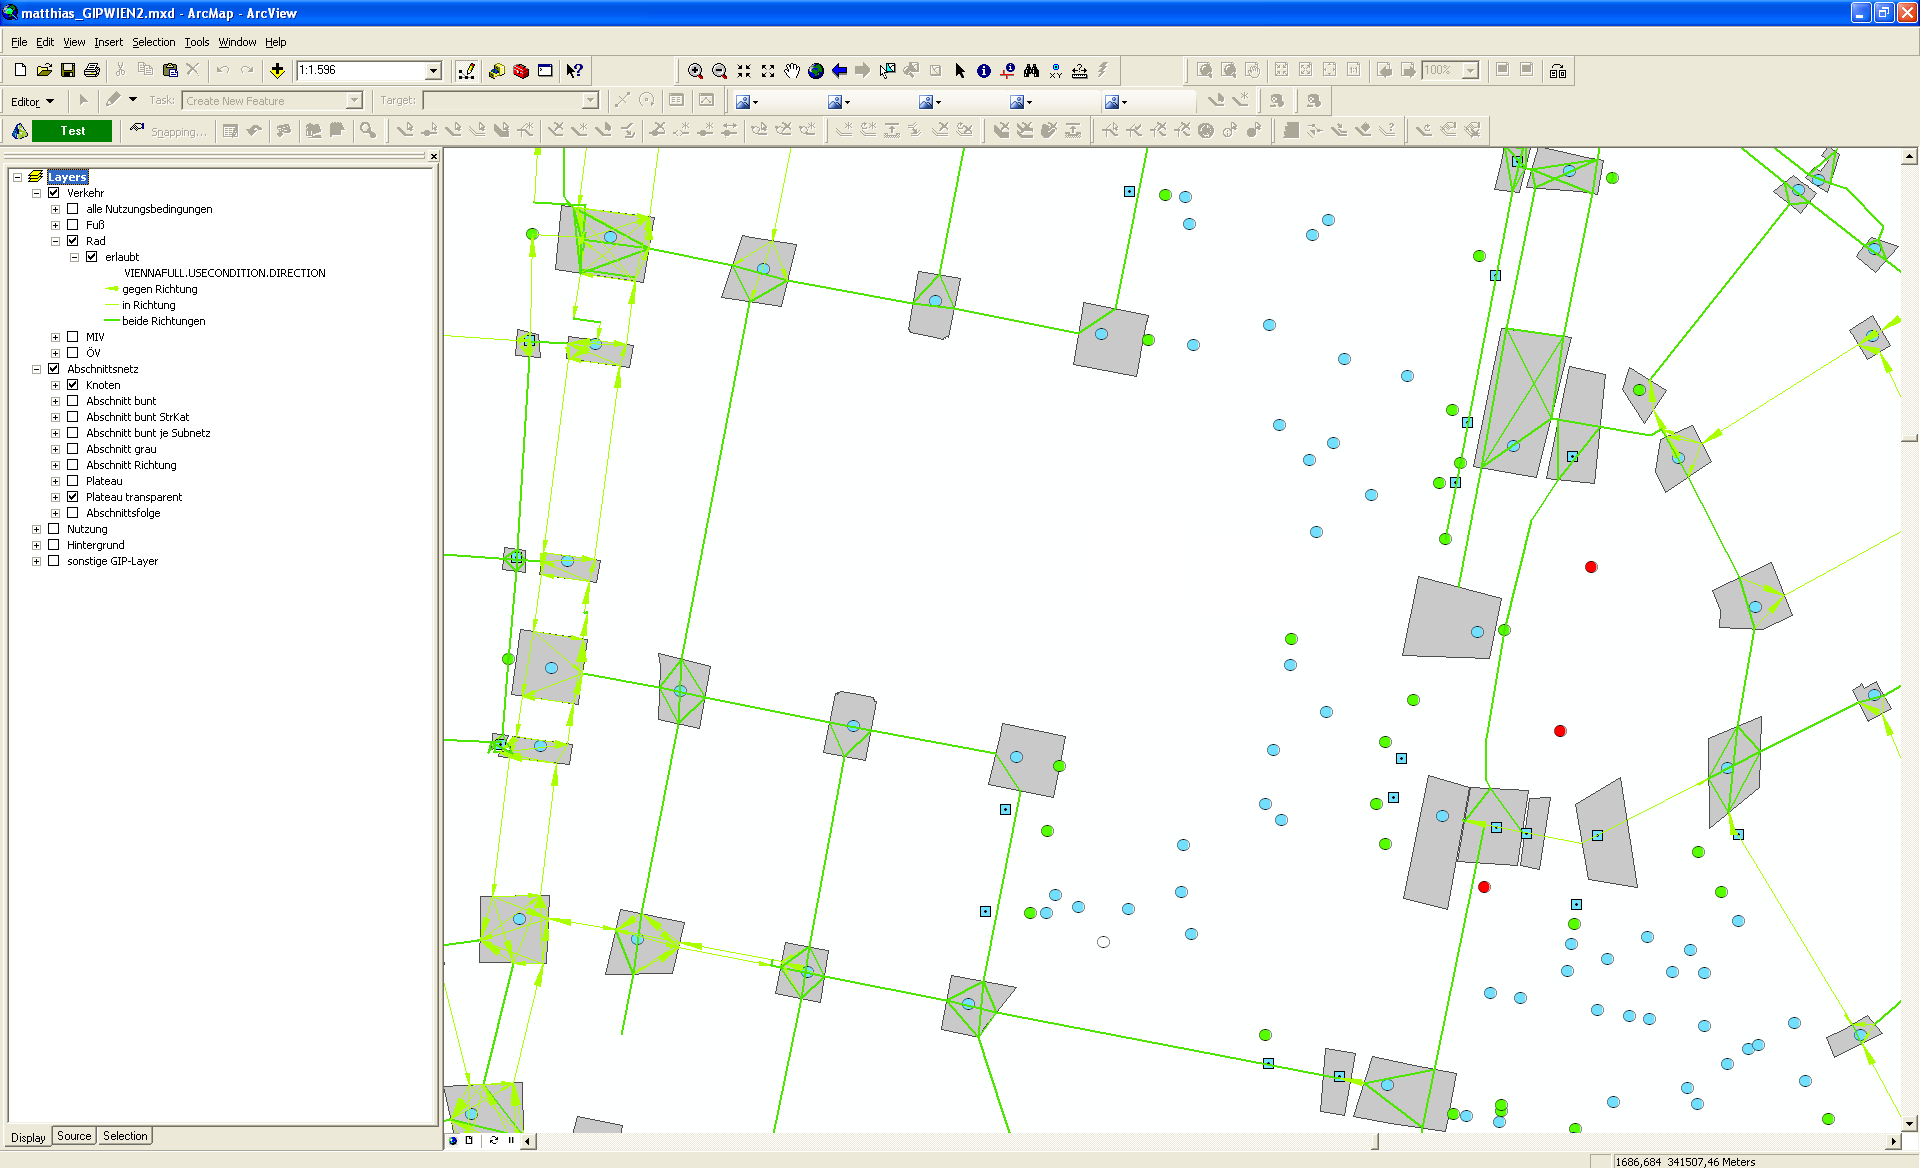 matthias_GIPWIEN2.mxd - ArcMap - ArcView
File Edit View Insert Selection Tools Window Help
1:1.596
100%
Editor Task: Create New Feature Target:
Test Snapping...
Layers
Verkehr
alle Nutzungsbedingungen
Fuß
Rad
erlaubt
VIENNAFULL.USECONDITION.DIRECTION
gegen Richtung
in Richtung
beide Richtungen
MIV
ÖV
Abschnittsnetz
Knoten
Abschnitt bunt
Abschnitt bunt StrKat
Abschnitt bunt je Subnetz
Abschnitt grau
Abschnitt Richtung
Plateau
Plateau transparent
Abschnittsfolge
Nutzung
Hintergrund
sonstige GIP-Layer
Display Source Selection
1686,684 341507,46 Meters